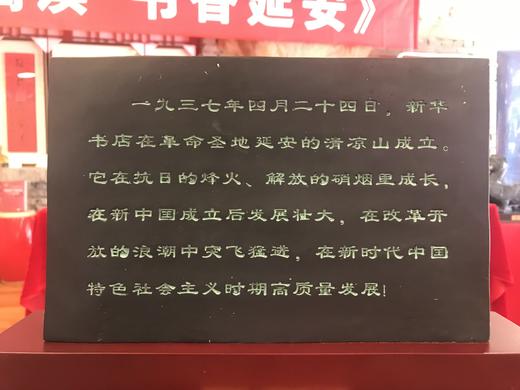 书香延安》
一九三七年四月二十四日，新华
书店在革命圣地延安的清凉山成立。
它在抗日的烽火、解放的硝烟里成长，
在新中国成立后发展壮大，在改革开
放的浪潮中突飞猛进，在新时代中国
特色社会主义时期高质量发展！